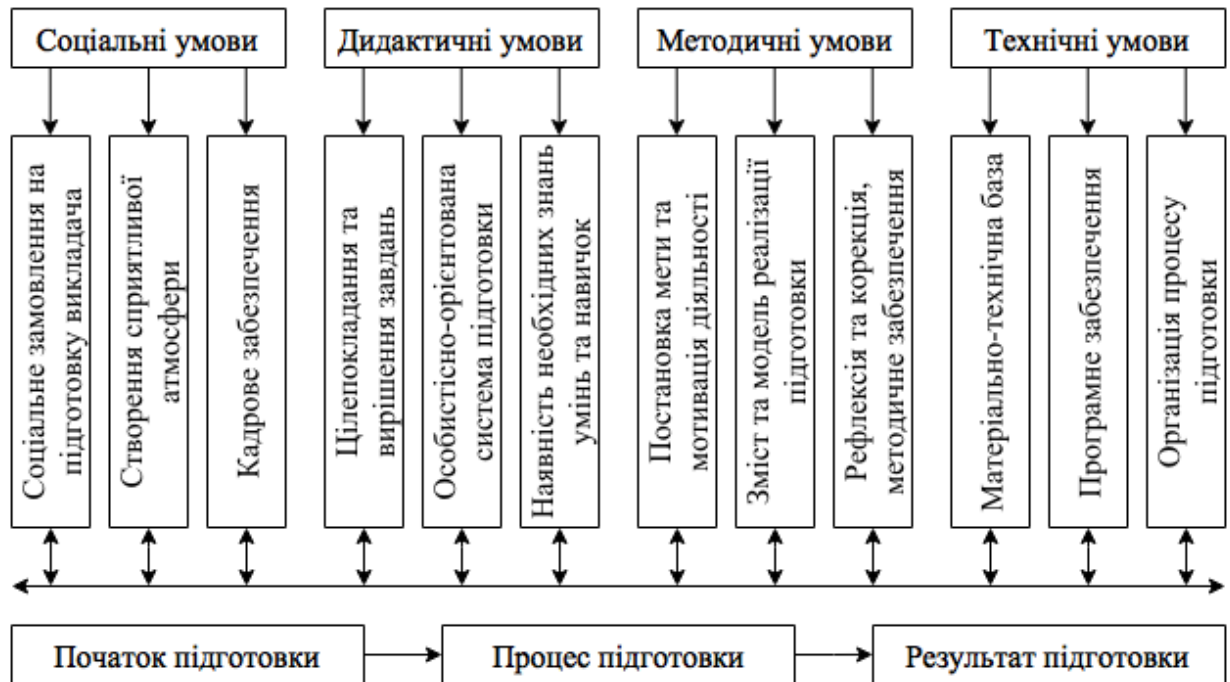 Соціальні умови
Дидактичні умови
Методичні умови
Технічні умови
Соціальне замовлення на
підготовку викладача
Створення сприятливої
атмосфери
Кадрове забезпечення
Цілепокладання та
вирішення завдань
Особистісно-орієнтована
система підготовки
Наявність необхідних знань
умінь та навичок
Постановка мети та
мотивація діяльності
Зміст та модель реалізації
підготовки
Рефлексія та корекція,
методичне забезпечення
Матеріально-технічна база
Програмне забезпечення
Організація процесу
підготовки
Початок підготовки
Процес підготовки
Результат підготовки